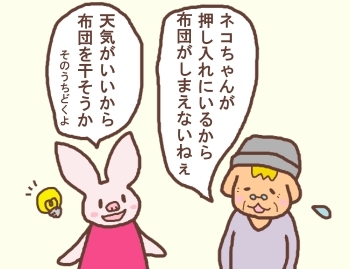 ネコちゃんが
押し入れにいるから
布団がしまえないねぇ
天気がいいから
布団を干そうか
そのうちどくよ